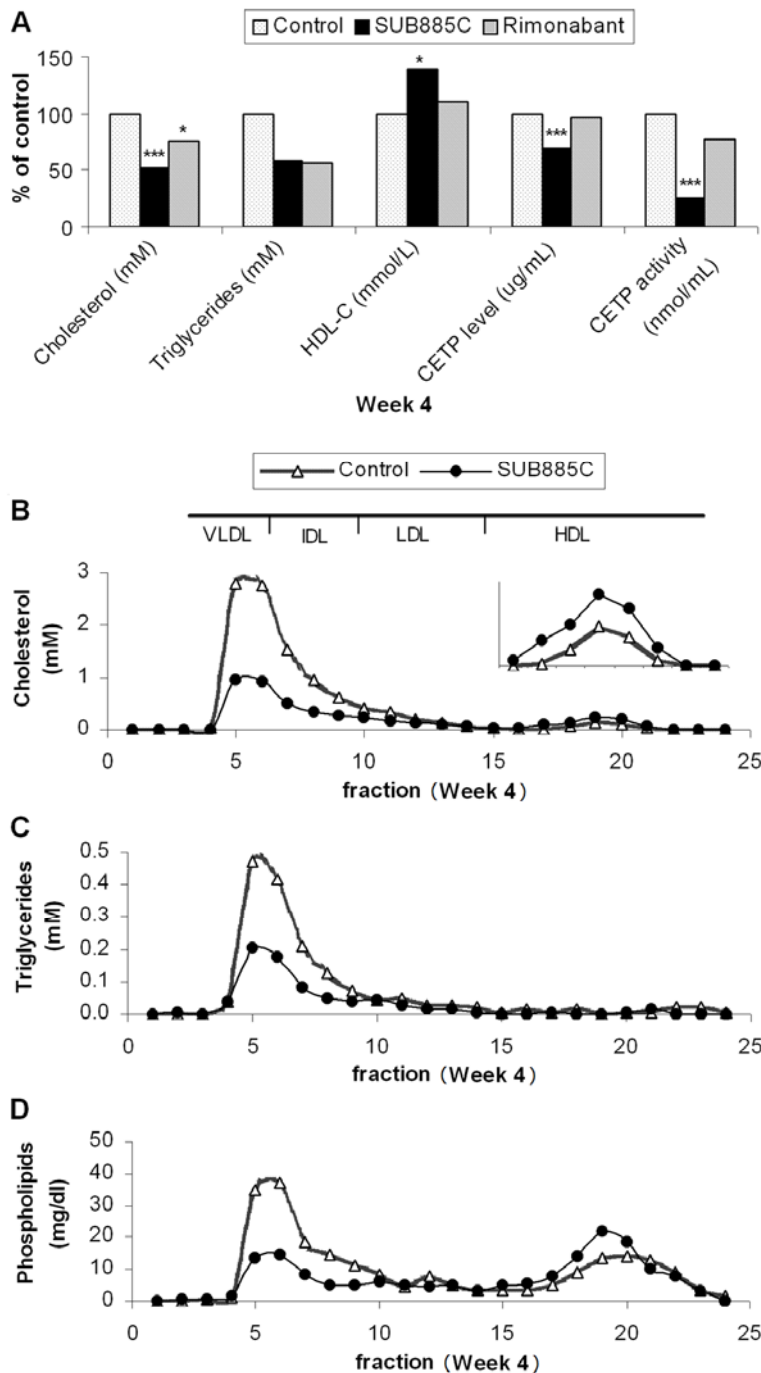 A
Control SUB885C Rimonabant
% of control
150
100
50
0
***
*
*
***
***
Cholesterol (mM)
Triglycerides (mM)
HDL-C (mmol/L)
CETP level (ug/mL)
CETP activity
(nmol/mL)
Week 4
Control SUB885C
B
VLDL IDL LDL HDL
Cholesterol
(mM)
3
2
1
0
0 5 10 15 20 25
fraction (Week 4)
C
Triglycerides
(mM)
0.5
0.4
0.3
0.2
0.1
0.0
0 5 10 15 20 25
fraction (Week 4)
D
Phospholipids
(mg/dl)
50
40
30
20
10
0
0 5 10 15 20 25
fraction (Week 4)